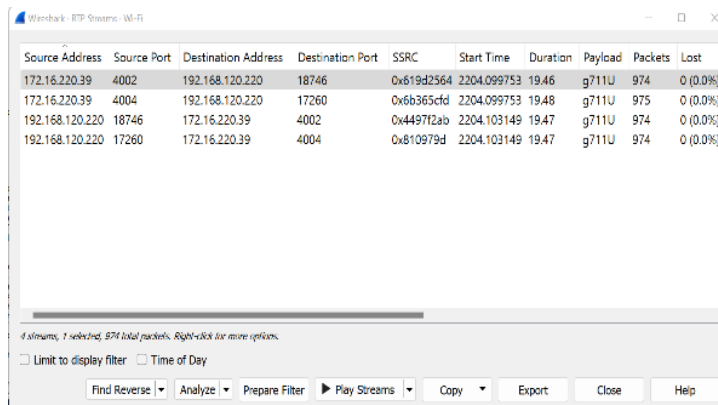 Wireshark · RTP Streams · Wi-Fi
Source Address Source Port Destination Address Destination Port SSRC Start Time Duration Payload Packets Lost
172.16.220.39 4002 192.168.120.220 18746 0x619d2564 2204.099753 19.46 g711U 974 0 (0.0%)
172.16.220.39 4004 192.168.120.220 17260 0x6b365cfd 2204.099753 19.48 g711U 975 0 (0.0%)
192.168.120.220 18746 172.16.220.39 4002 0x4497f2ab 2204.103149 19.47 g711U 974 0 (0.0%)
192.168.120.220 17260 172.16.220.39 4004 0x810979d 2204.103149 19.47 g711U 974 0 (0.0%)
4 streams, 1 selected, 974 total packets. Right-click for more options.
Limit to display filter Time of Day
Find Reverse Analyze Prepare Filter Play Streams Copy Export Close Help